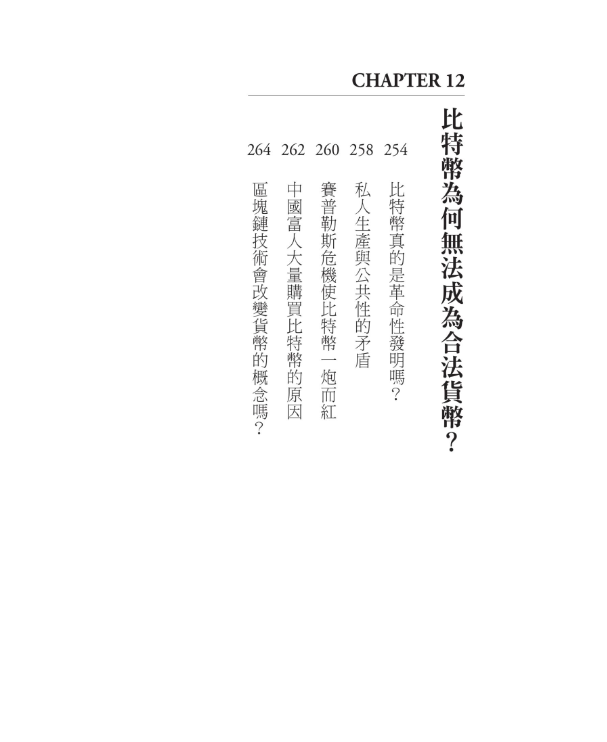 CHAPTER 12
比特幣為何無法成為合法貨幣？
254 比特幣真的是革命性發明嗎？
258 私人生產與公共性的矛盾
260 賽普勒斯危機使比特幣一炮而紅
262 中國富人大量購買比特幣的原因
264 區塊鏈技術會改變貨幣的概念嗎？